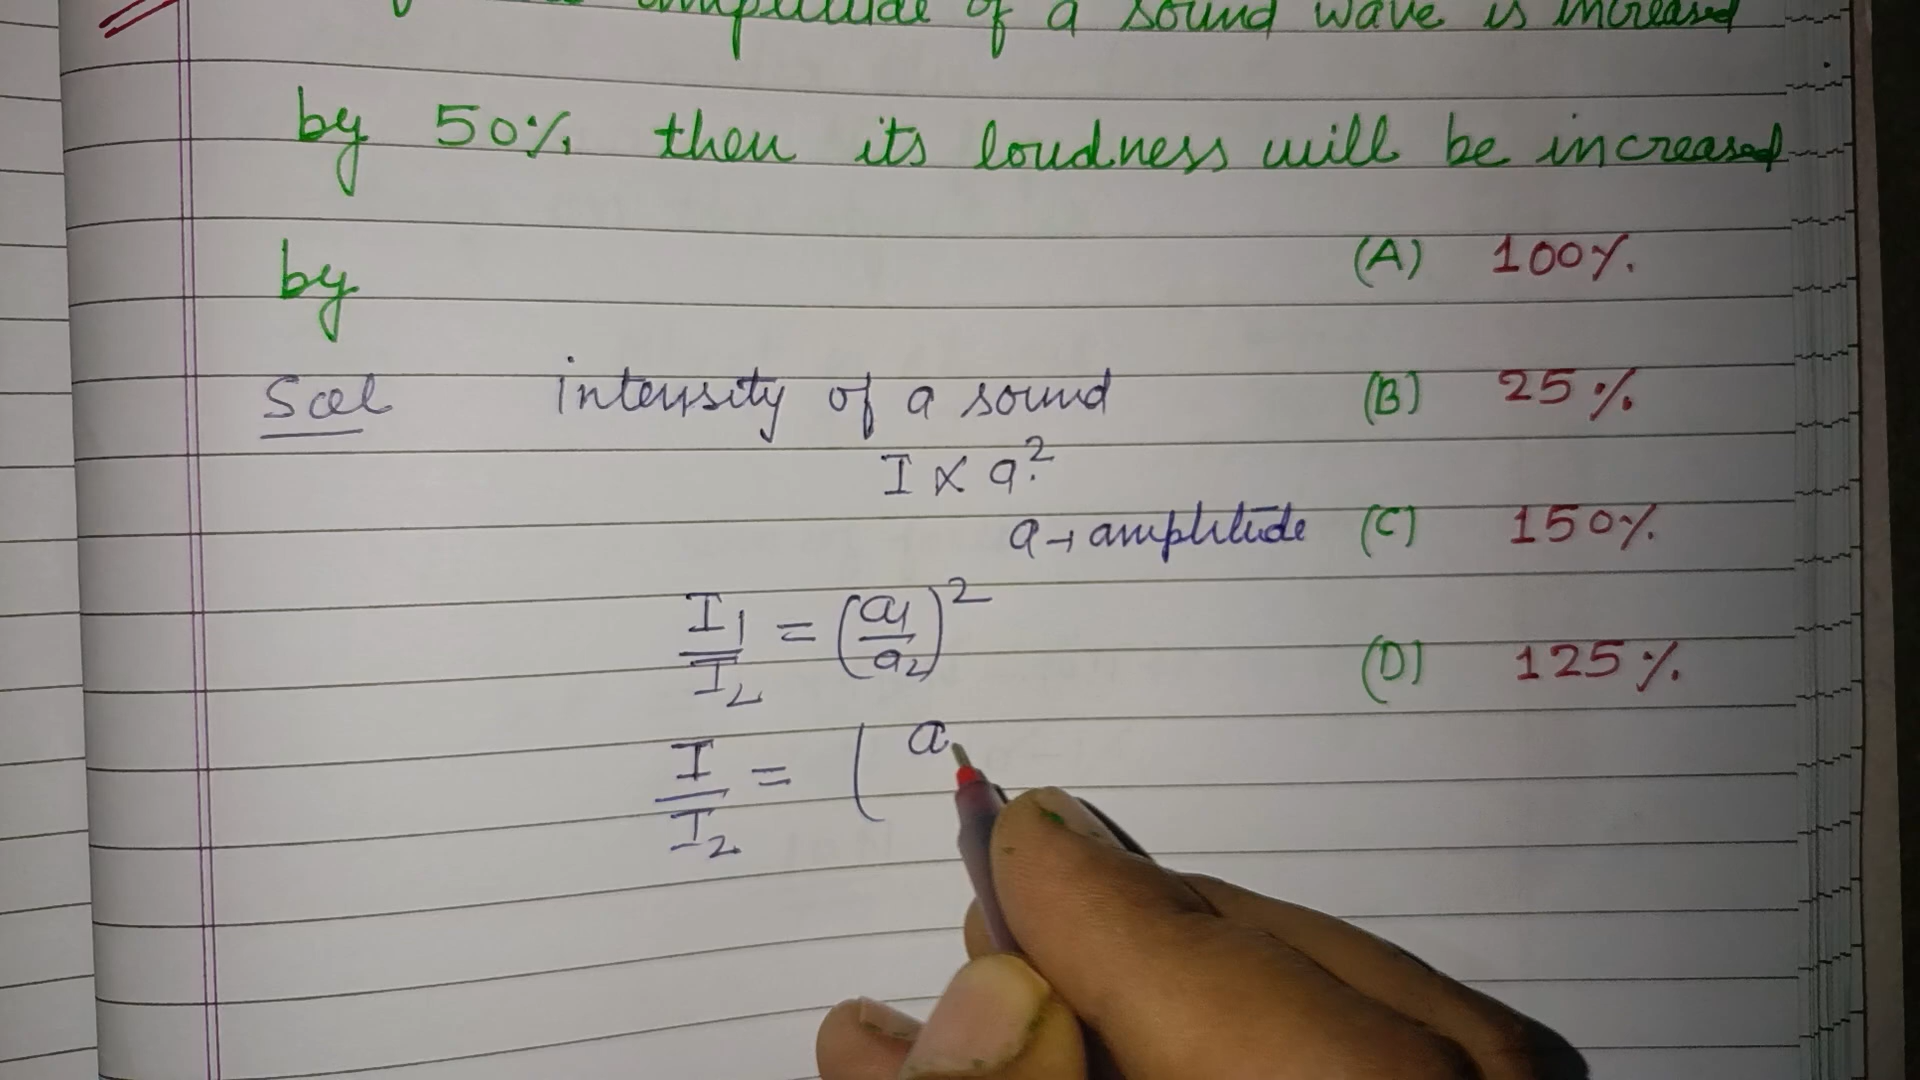 amplitude of a sound wave is increased
by 50% then its loudness will be increased
by
(A) 100%.
Sol intensity of a sound
(B) 25%.
I ∝ a²
a → amplitude
(C) 150%.
I₁/I₂ = (a₁/a₂)²
(D) 125%.
I/I₂ = ( a